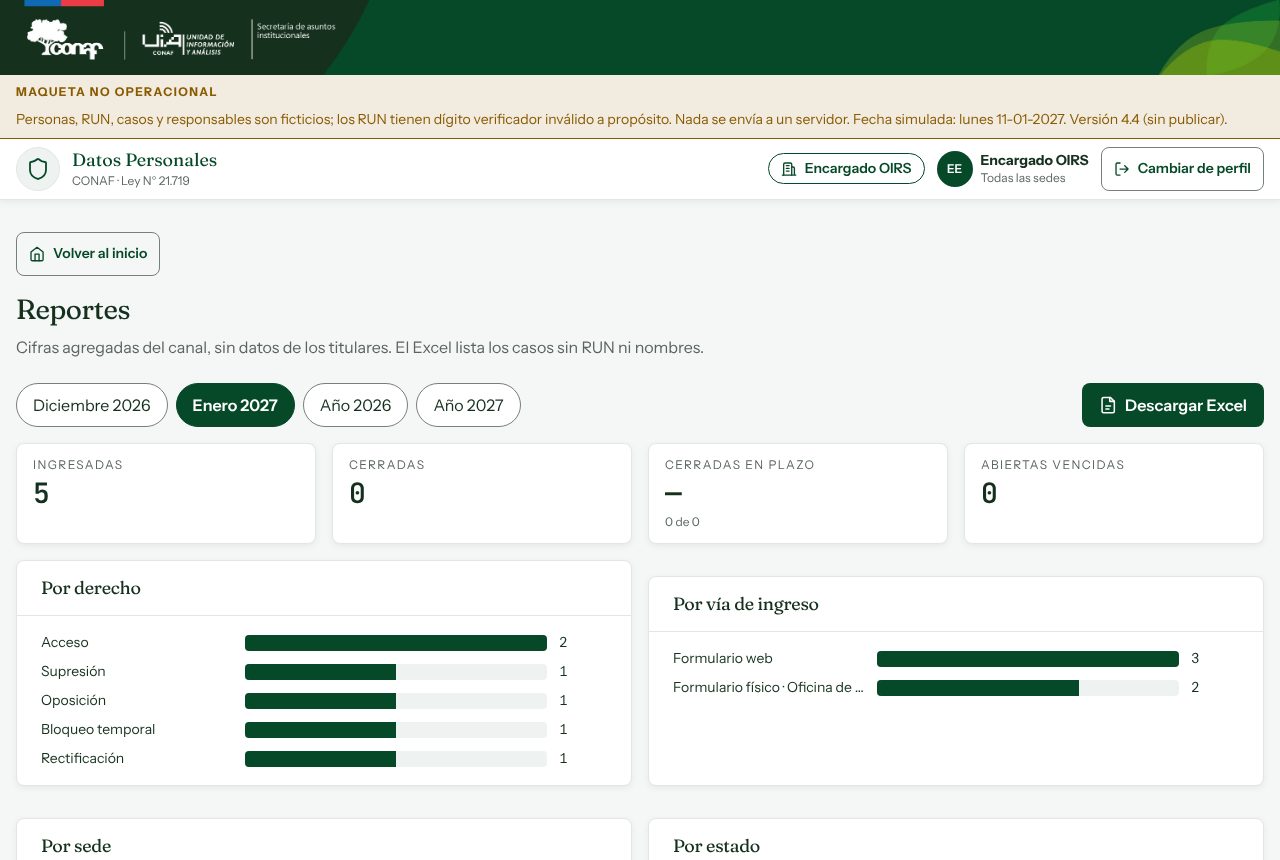 conaf
UiA
CONAF
UNIDAD DE
INFORMACIÓN
Y ANÁLISIS
Secretaría de asuntos
institucionales
MAQUETA NO OPERACIONAL
Personas, RUN, casos y responsables son ficticios; los RUN tienen dígito verificador inválido a propósito. Nada se envía a un servidor. Fecha simulada: lunes 11-01-2027. Versión 4.4 (sin publicar).
Datos Personales
CONAF · Ley N° 21.719
Encargado OIRS
EE
Encargado OIRS
Todas las sedes
Cambiar de perfil
Volver al inicio
Reportes
Cifras agregadas del canal, sin datos de los titulares. El Excel lista los casos sin RUN ni nombres.
Diciembre 2026
Enero 2027
Año 2026
Año 2027
Descargar Excel
INGRESADAS
5
CERRADAS
0
CERRADAS EN PLAZO
—
0 de 0
ABIERTAS VENCIDAS
0
Por derecho
Acceso 2
Supresión 1
Oposición 1
Bloqueo temporal 1
Rectificación 1
Por vía de ingreso
Formulario web 3
Formulario físico · Oficina de ... 2
Por sede
Por estado